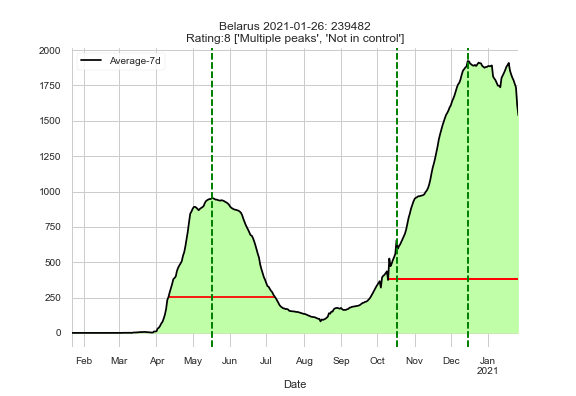 Belarus 2021-01-26: 239482
Rating:8 ['Multiple peaks', 'Not in control']
Average-7d
2000
1750
1500
1250
1000
750
500
250
0
Feb Mar Apr May Jun Jul Aug Sep Oct Nov Dec Jan
2021
Date